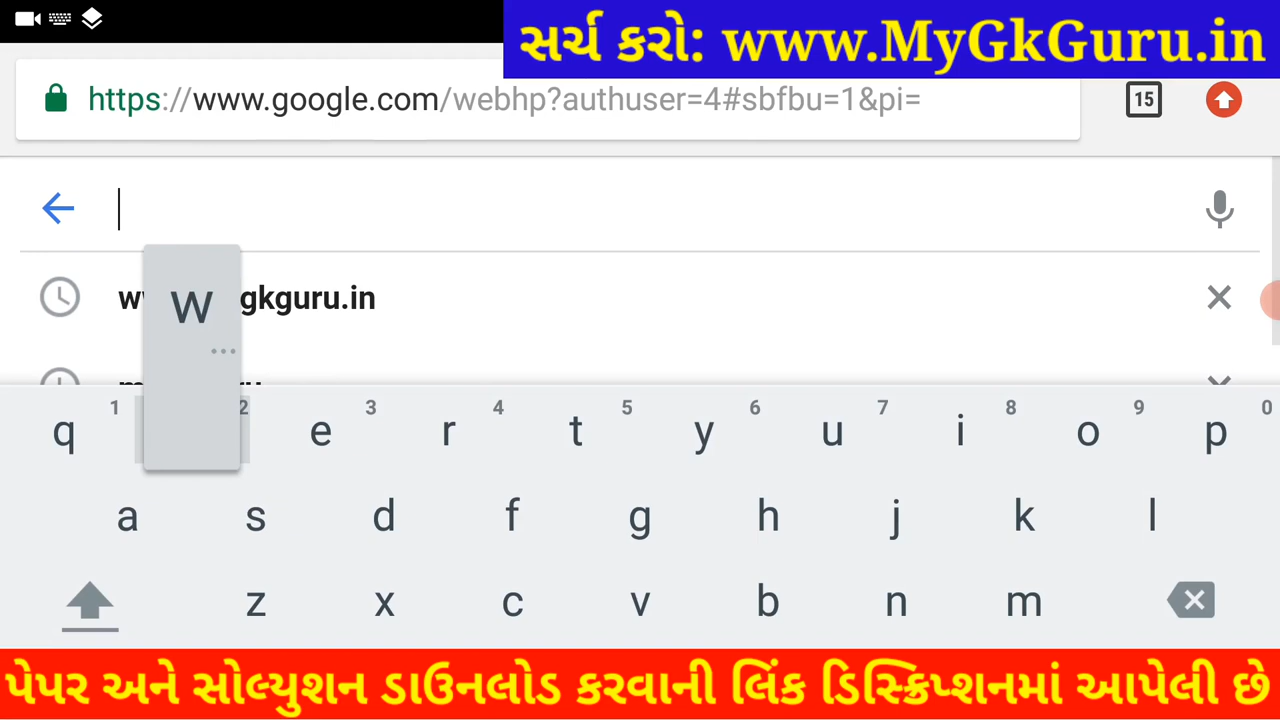 સર્ચ કરો: www.MyGkGuru.in
https://www.google.com/webhp?authuser=4#sbfbu=1&pi=
15
gkguru.in
w
1 2 3 4 5 6 7 8 9 0
q e r t y u i o p
a s d f g h j k l
z x c v b n m
પેપર અને સોલ્યુશન ડાઉનલોડ કરવાની લિંક ડિસ્ક્રિપ્શનમાં આપેલી છે